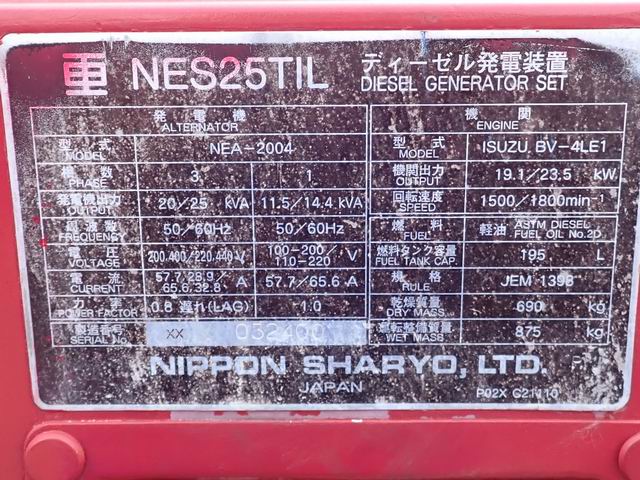 NES25TIL ディーゼル発電装置
DIESEL GENERATOR SET
発電機
ALTERNATOR
型式 MODEL NEA-2004
相数 PHASE 3 1
発電機出力 OUTPUT 20/25 kVA 11.5/14.4 kVA
周波数 FREQUENCY 50/60Hz 50/60Hz
電圧 VOLTAGE 200.400/220.440 V 100-200/110-220 V
電流 CURRENT 57.7/28.9/65.6/32.8 A 57.7/65.6 A
力率 POWER FACTOR 0.8 遅れ(LAG) 1.0
製造番号 SERIAL No. XX 032400
機関
ENGINE
型式 MODEL ISUZU, BV-4LE1
機関出力 OUTPUT 19.1/23.5 kW
回転速度 SPEED 1500/1800min⁻¹
燃料 FUEL 軽油 ASTM DIESEL FUEL OIL No.2D
燃料タンク容量 FUEL TANK CAP. 195 L
規格 RULE JEM 1398
乾燥質量 DRY MASS 690 kg
運転整備質量 WET MASS 875 kg
NIPPON SHARYO, LTD.
JAPAN
P02X G21110